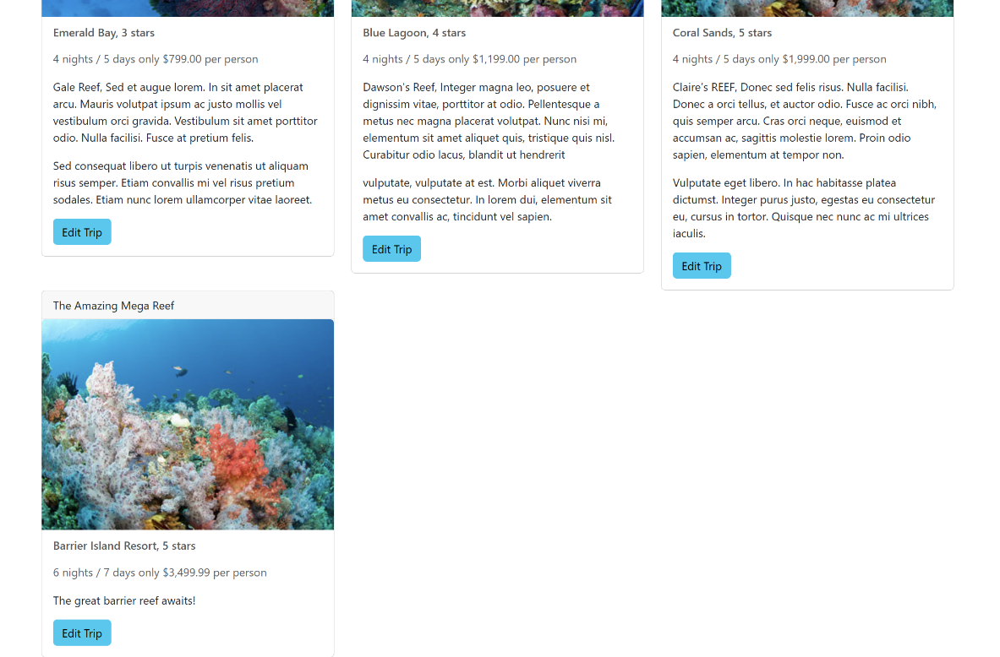 Emerald Bay, 3 stars
4 nights / 5 days only $799.00 per person
Gale Reef, Sed et augue lorem. In sit amet placerat
arcu. Mauris volutpat ipsum ac justo mollis vel
vestibulum orci gravida. Vestibulum sit amet porttitor
odio. Nulla facilisi. Fusce at pretium felis.
Sed consequat libero ut turpis venenatis ut aliquam
risus semper. Etiam convallis mi vel risus pretium
sodales. Etiam nunc lorem ullamcorper vitae laoreet.
Edit Trip
Blue Lagoon, 4 stars
4 nights / 5 days only $1,199.00 per person
Dawson's Reef, Integer magna leo, posuere et
dignissim vitae, porttitor at odio. Pellentesque a
metus nec magna placerat volutpat. Nunc nisi mi,
elementum sit amet aliquet quis, tristique quis nisl.
Curabitur odio lacus, blandit ut hendrerit
vulputate, vulputate at est. Morbi aliquet viverra
metus eu consectetur. In lorem dui, elementum sit
amet convallis ac, tincidunt vel sapien.
Edit Trip
Coral Sands, 5 stars
4 nights / 5 days only $1,999.00 per person
Claire's REEF, Donec sed felis risus. Nulla facilisi.
Donec a orci tellus, et auctor odio. Fusce ac orci nibh,
quis semper arcu. Cras orci neque, euismod et
accumsan ac, sagittis molestie lorem. Proin odio
sapien, elementum at tempor non.
Vulputate eget libero. In hac habitasse platea
dictumst. Integer purus justo, egestas eu consectetur
eu, cursus in tortor. Quisque nec nunc ac mi ultrices
iaculis.
Edit Trip
The Amazing Mega Reef
Barrier Island Resort, 5 stars
6 nights / 7 days only $3,499.99 per person
The great barrier reef awaits!
Edit Trip